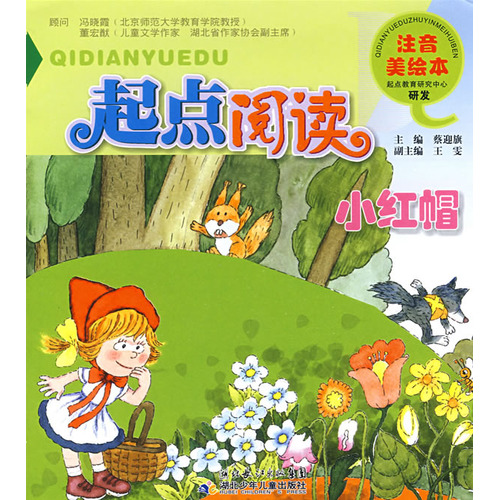 顾问 冯晓霞（北京师范大学教育学院教授）
董宏猷（儿童文学作家 湖北省作家协会副主席）
QIDIANYUEDU
起点阅读
QIDIANYUEDUZHUYINMEIHUIBEN
注音
美绘本
起点教育研究中心
研发
主编 蔡迎旗
副主编 王雯
小红帽
湖北少年儿童出版社
HUBEI CHILDREN'S PRESS